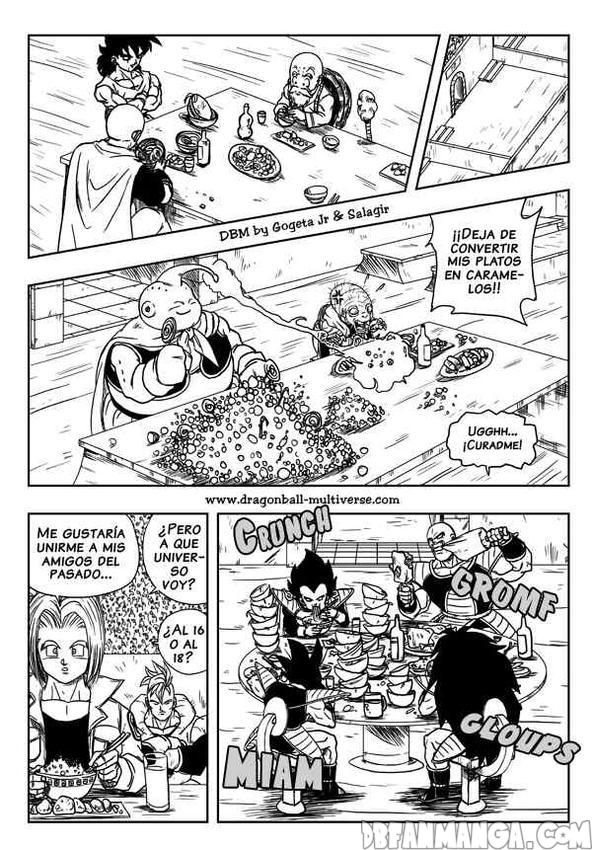 DBM by Gogeta Jr & Salagir
¡¡DEJA DE
CONVERTIR
MIS PLATOS
EN CARAME-
LOS!!
UGGHH...
¡CURADME!
www.dragonball-multiverse.com
ME GUSTARÍA
UNIRME A MIS
AMIGOS DEL
PASADO...
¿PERO
A QUE
UNIVER-
SO
VOY?
¿AL 16
O AL
18?
CRUNCH
GROMF
MIAM
GLOUPS
DBFANMANGA.COM